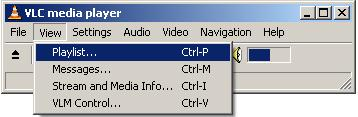 VLC media player
File View Settings Audio Video Navigation Help
Playlist... Ctrl-P
Messages... Ctrl-M
Stream and Media Info... Ctrl-I
VLM Control... Ctrl-V